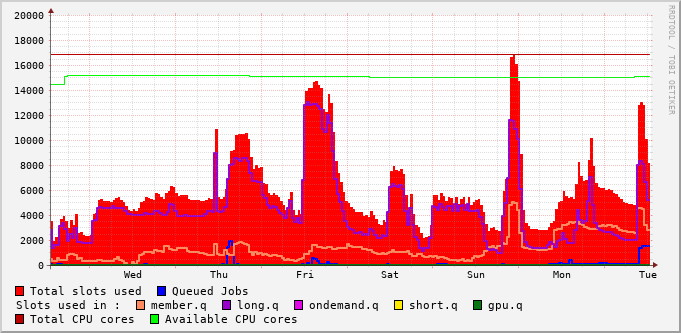 20000
18000
16000
14000
12000
10000
8000
6000
4000
2000
0
Wed Thu Fri Sat Sun Mon Tue
RRDTOOL / TOBI OETIKER
Total slots used Queued Jobs
Slots used in : member.q long.q ondemand.q short.q gpu.q
Total CPU cores Available CPU cores